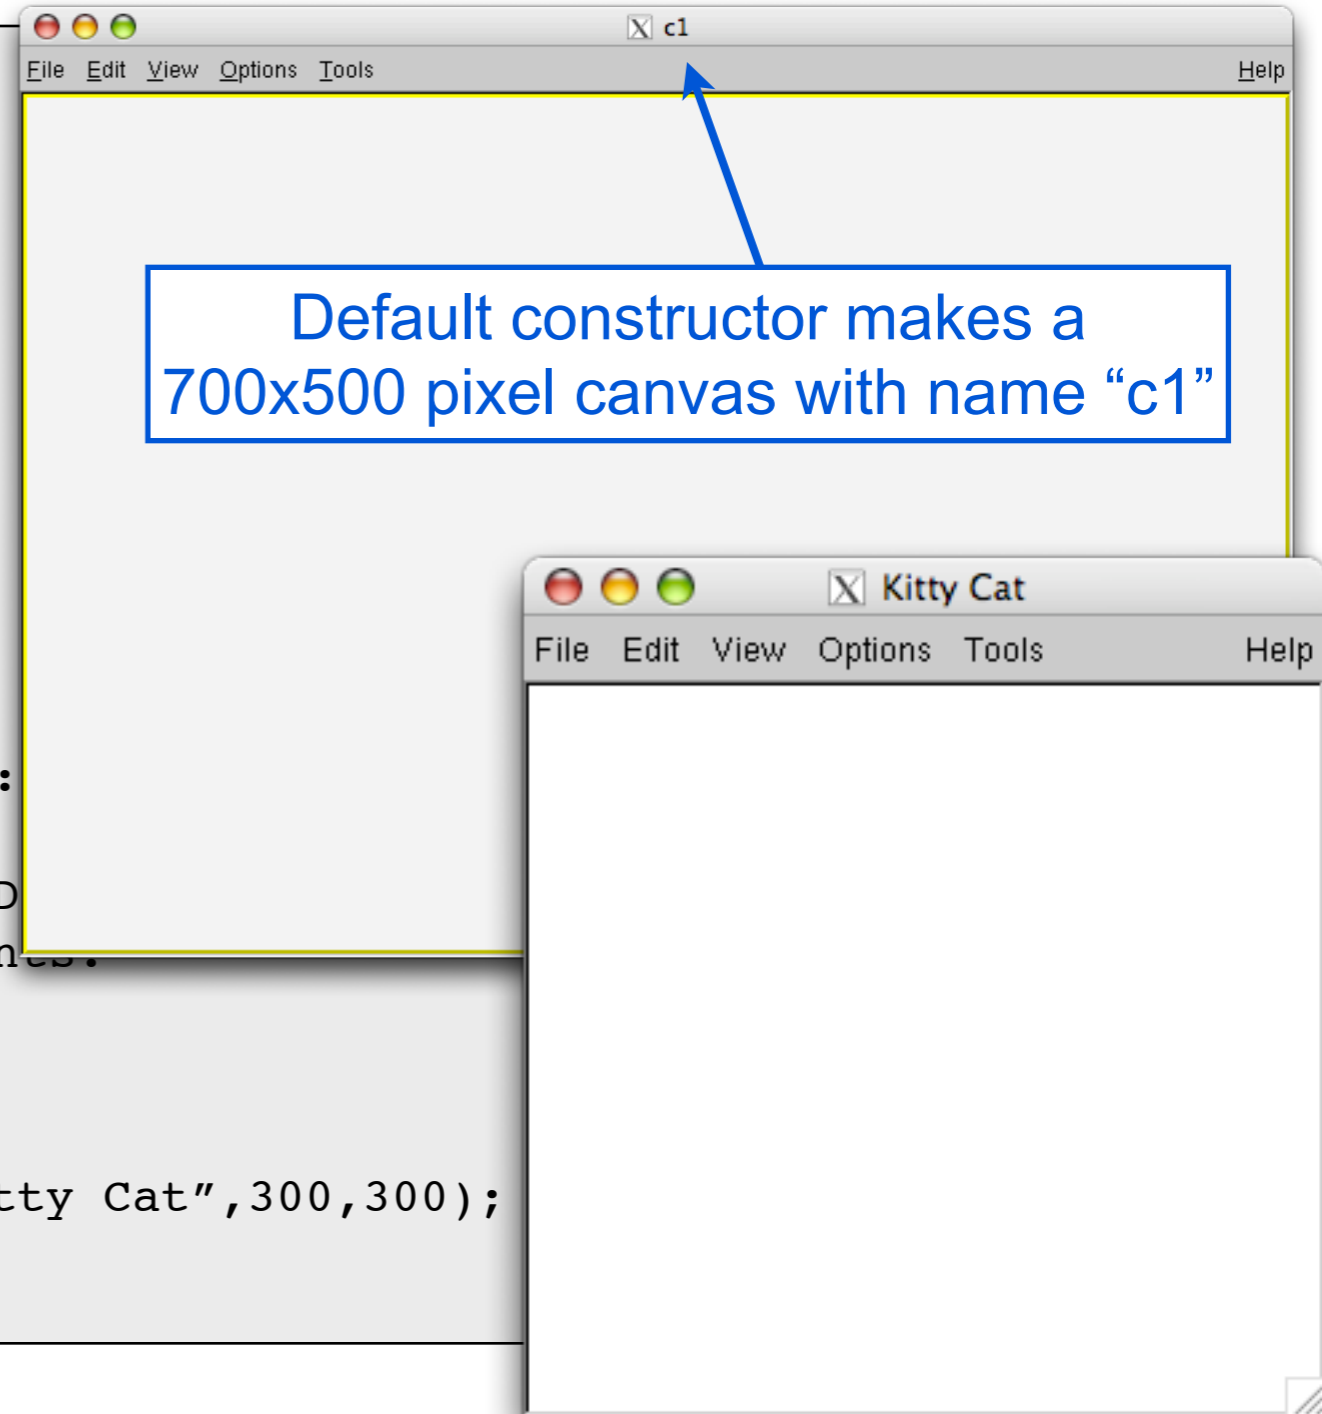 c1
File Edit View Options Tools Help
Default constructor makes a
700x500 pixel canvas with name “c1”
Kitty Cat
File Edit View Options Tools Help
:
D
tty Cat”,300,300);